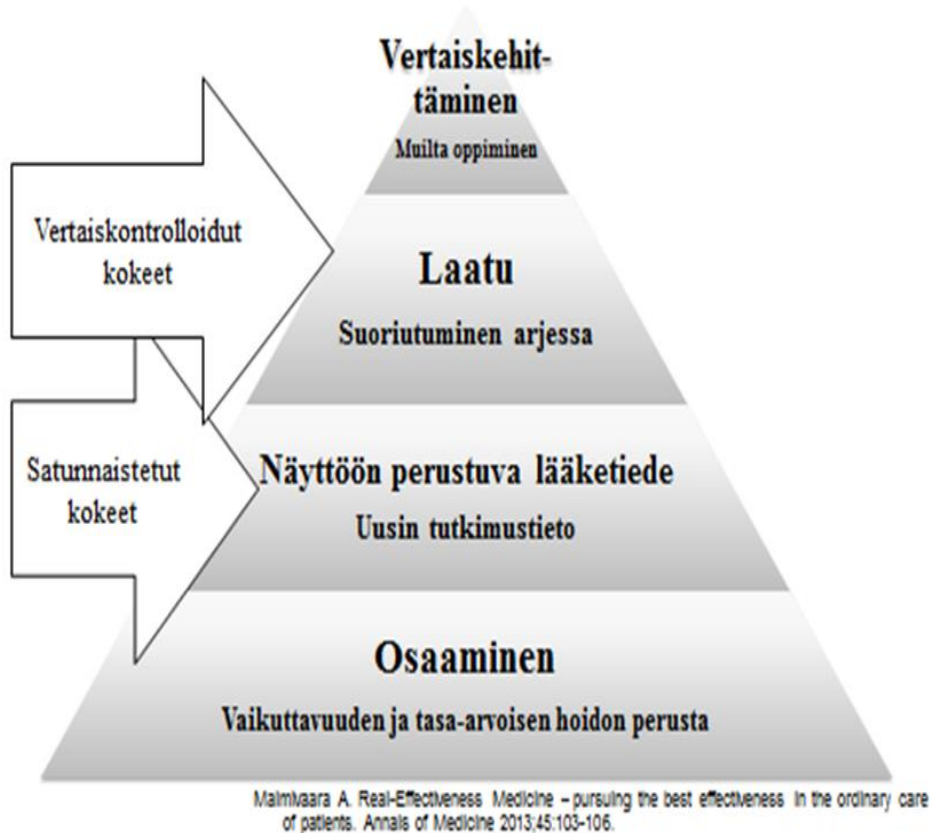 Vertaiskehit-
täminen
Muilta oppiminen
Vertaiskontrolloidut
kokeet
Laatu
Suoriutuminen arjessa
Satunnaistetut
kokeet
Näyttöön perustuva lääketiede
Uusin tutkimustieto
Osaaminen
Vaikuttavuuden ja tasa-arvoisen hoidon perusta
Malmivaara A. Real-Effectiveness Medicine – pursuing the best effectiveness in the ordinary care
of patients. Annals of Medicine 2013;45:103-106.